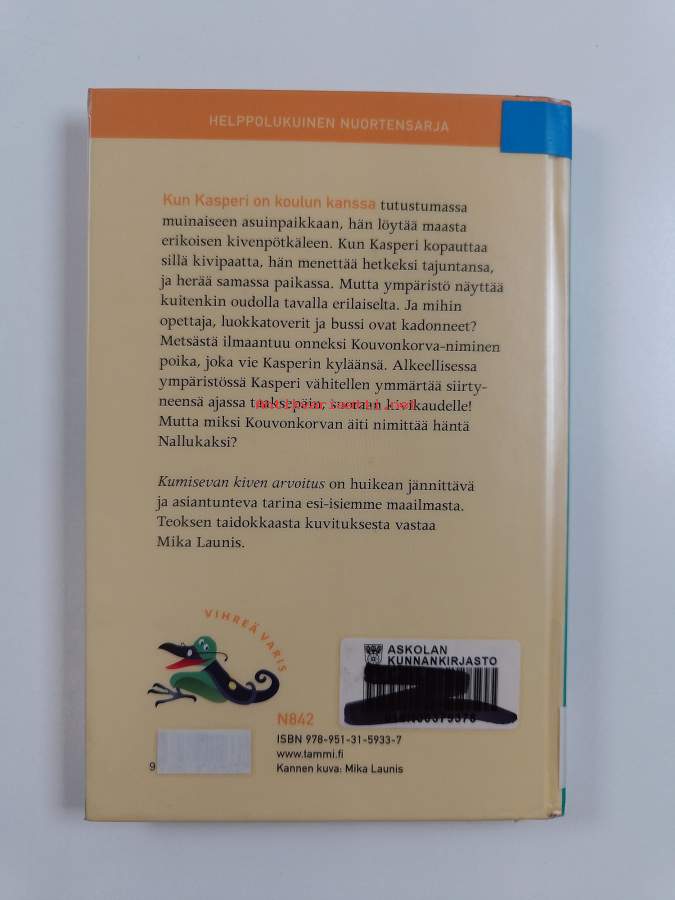 HELPPOLUKUINEN NUORTENSARJA
Kun Kasperi on koulun kanssa tutustumassa
muinaiseen asuinpaikkaan, hän löytää maasta
erikoisen kivenpötkäleen. Kun Kasperi kopauttaa
sillä kivipaatta, hän menettää hetkeksi tajuntansa,
ja herää samassa paikassa. Mutta ympäristö näyttää
kuitenkin oudolla tavalla erilaiselta. Ja mihin
opettaja, luokkatoverit ja bussi ovat kadonneet?
Metsästä ilmaantuu onneksi Kouvonkorva-niminen
poika, joka vie Kasperin kyläänsä. Alkeellisessa
ympäristössä Kasperi vähitellen ymmärtää siirty-
neensä ajassa taaksepäin, suoraan kivikaudelle!
Mutta miksi Kouvonkorvan äiti nimittää häntä
Nallukaksi?
Kumisevan kiven arvoitus on huikean jännittävä
ja asiantunteva tarina esi-isiemme maailmasta.
Teoksen taidokkaasta kuvituksesta vastaa
Mika Launis.
VIHREÄ VARIS
ASKOLAN
KUNNANKIRJASTO
N842
ISBN 978-951-31-5933-7
www.tammi.fi
Kannen kuva: Mika Launis
9